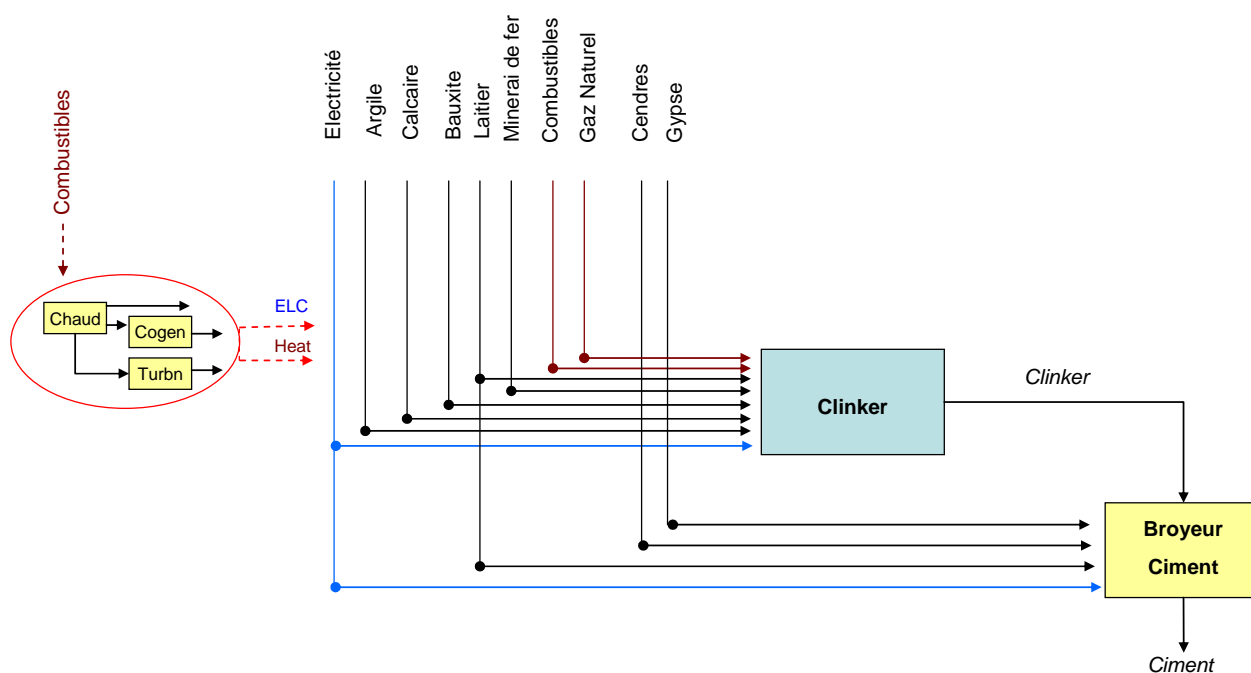 Electricité
Argile
Calcaire
Bauxite
Laitier
Minerai de fer
Combustibles
Gaz Naturel
Cendres
Gypse
Combustibles
Chaud
Cogen
Turbn
ELC
Heat
Clinker
Clinker
Broyeur
Ciment
Ciment